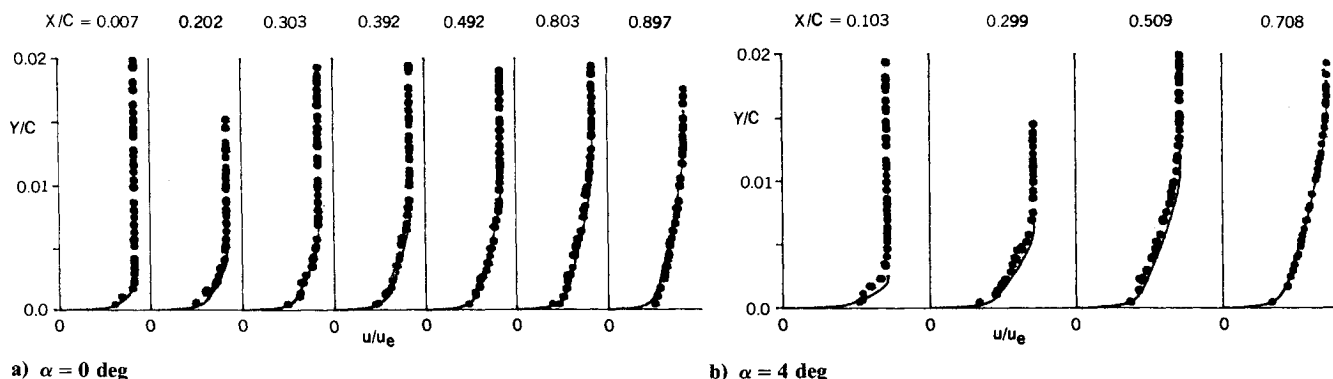 X/C = 0.007 0.202 0.303 0.392 0.492 0.803 0.897
0.02
Y/C
0.01
0.0
0 0 0 0 0 0 0
u/ue
a) α = 0 deg
X/C = 0.103 0.299 0.509 0.708
0.02
Y/C
0.01
0.0
0 0 0 0
u/ue
b) α = 4 deg